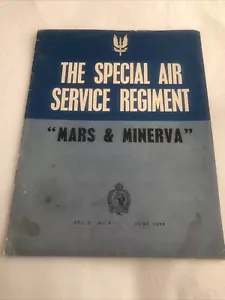 THE SPECIAL AIR
SERVICE REGIMENT
"MARS & MINERVA"